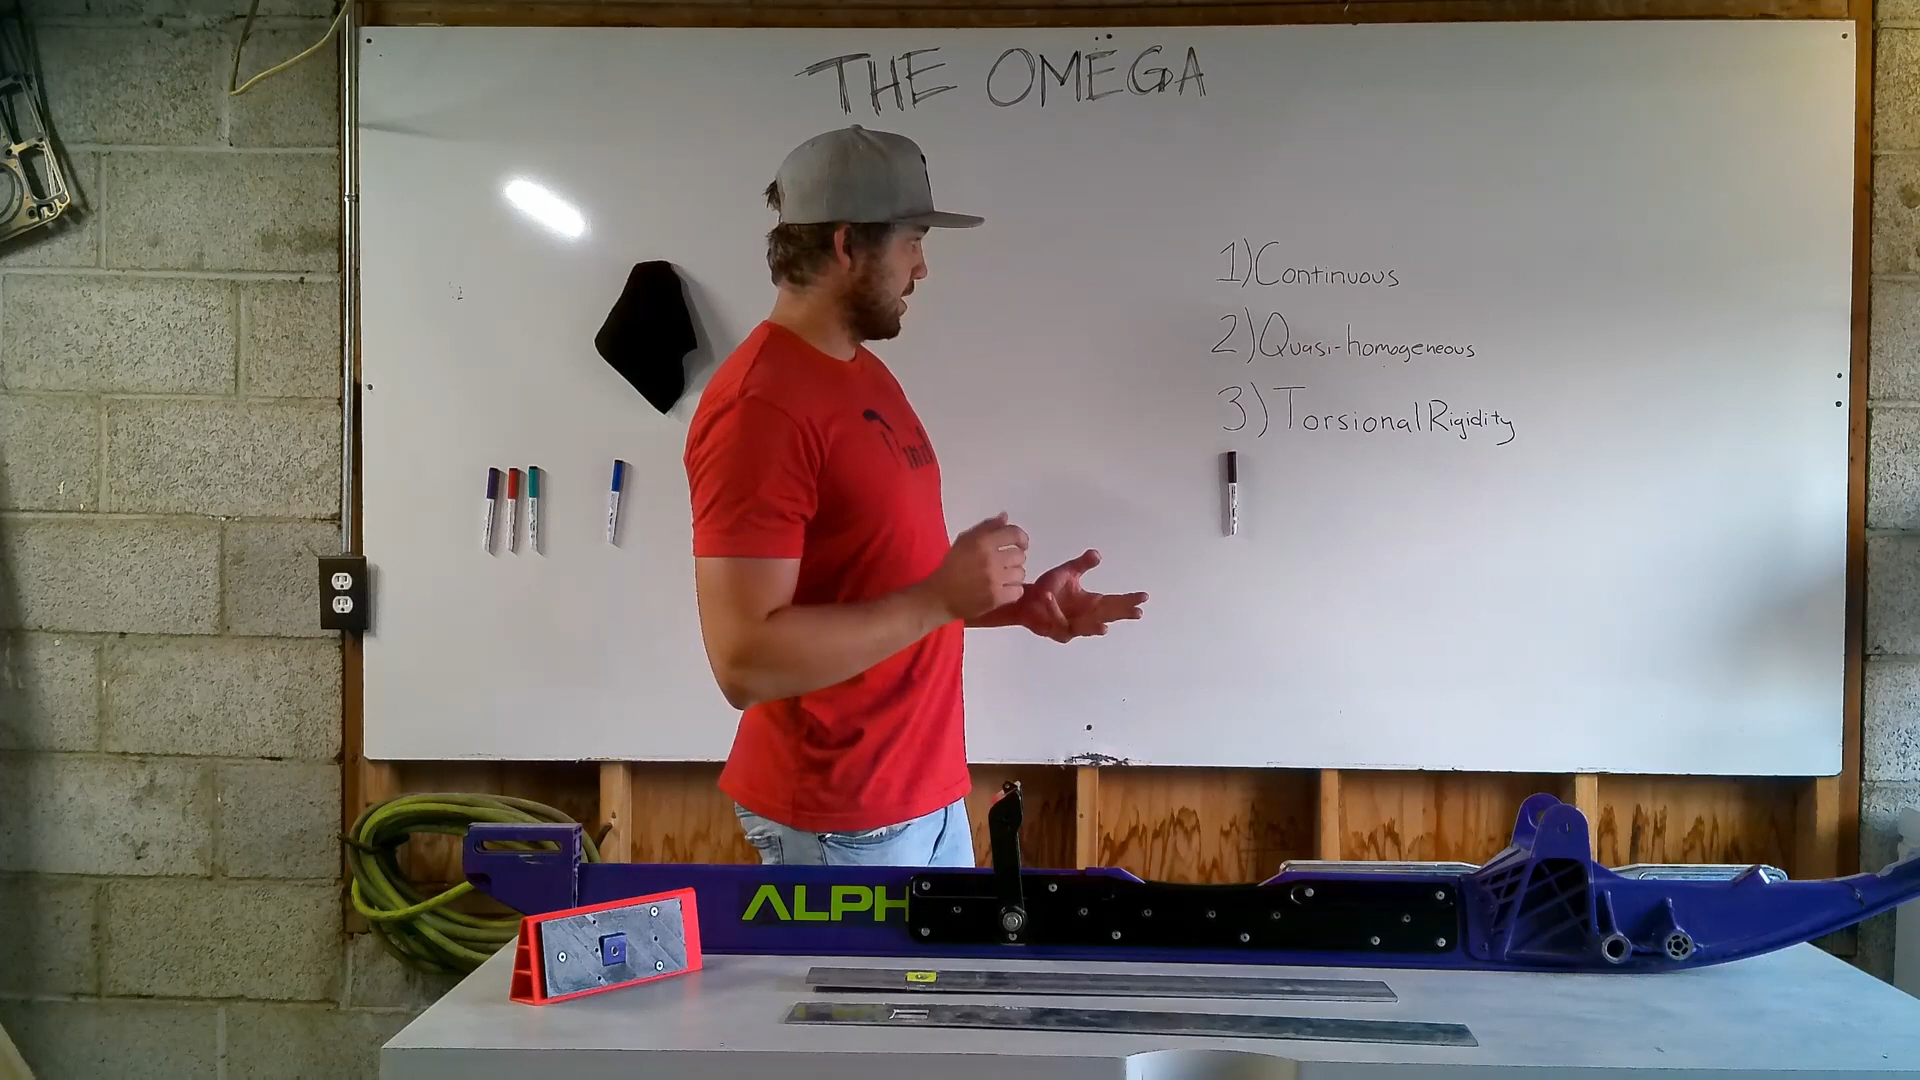 THE OMËGA
1) Continuous
2) Quasi-homogeneous
3) Torsional Rigidity
ALPH